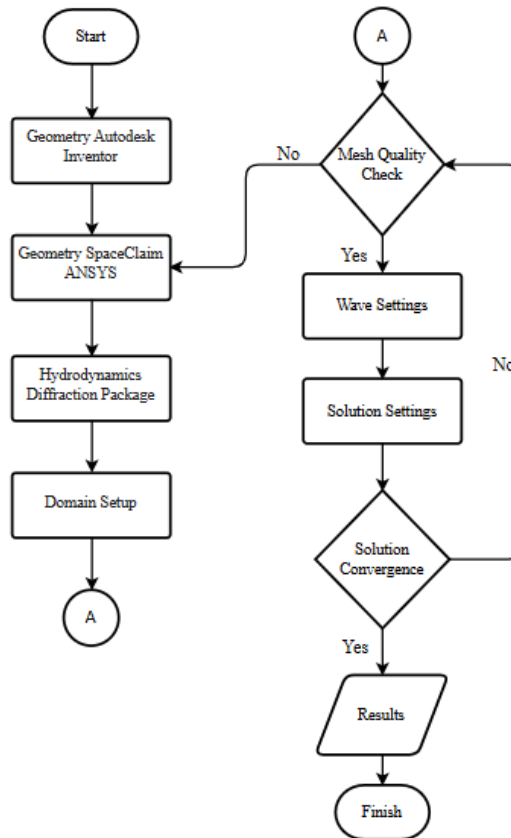 Start
Geometry Autodesk
Inventor
Geometry SpaceClaim
ANSYS
Hydrodynamics
Diffraction Package
Domain Setup
A
A
Mesh Quality
Check
No
Yes
Wave Settings
Solution Settings
No
Solution
Convergence
Yes
Results
Finish